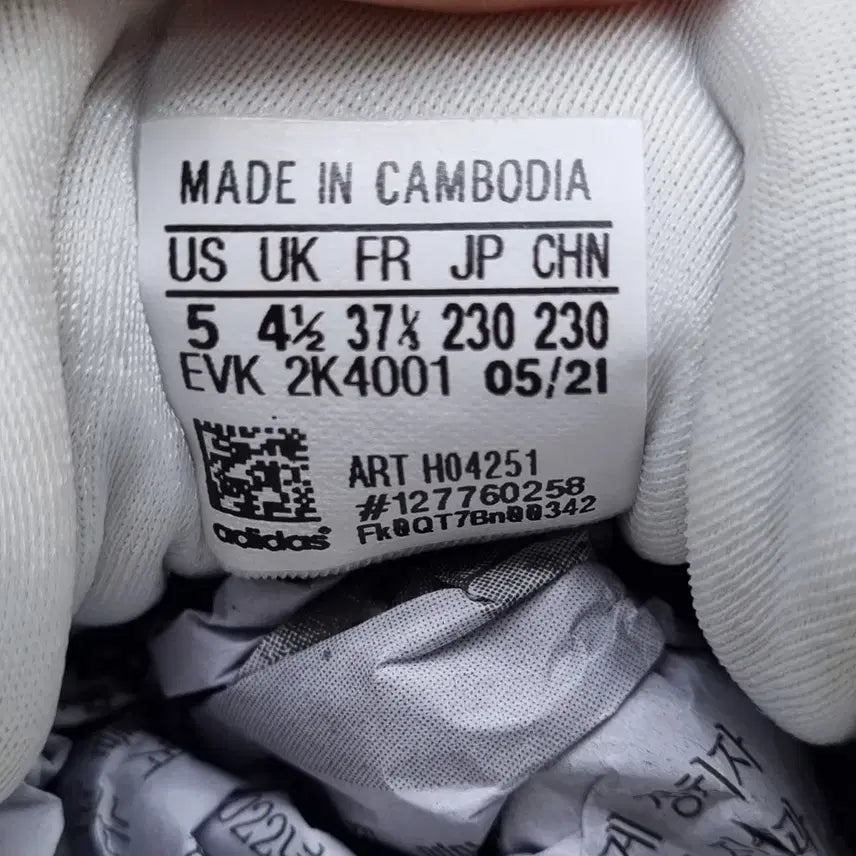 MADE IN CAMBODIA
US UK FR JP CHN
5 4½ 37⅓ 230 230
EVK 2K4001 05/21
ART H04251
#127760258
Fk0QT7Bn00342
adidas